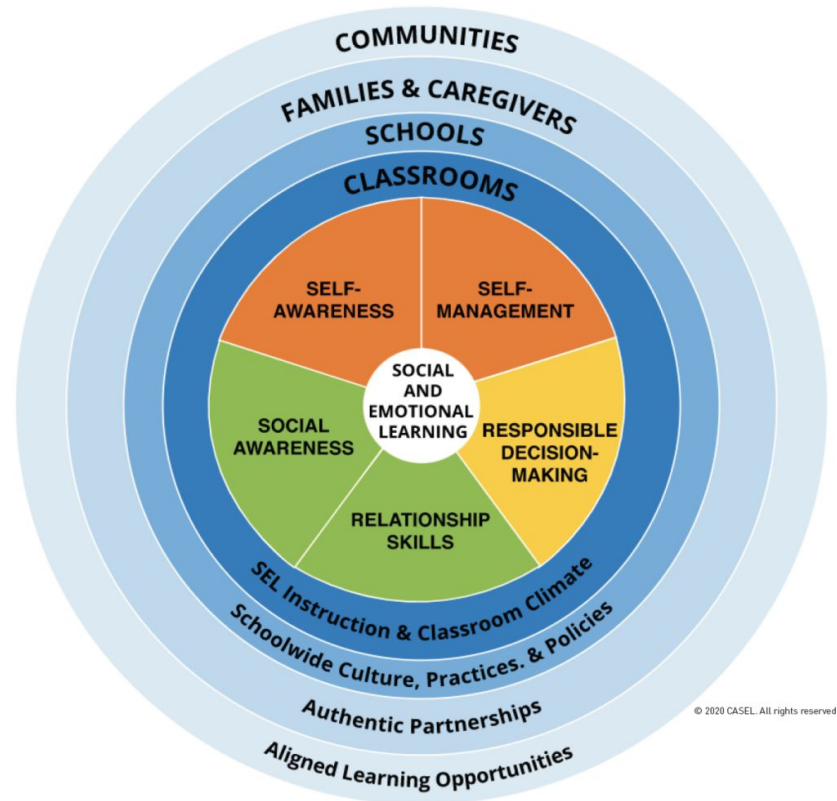 COMMUNITIES
FAMILIES & CAREGIVERS
SCHOOLS
CLASSROOMS
SELF-
AWARENESS
SELF-
MANAGEMENT
SOCIAL
AND
EMOTIONAL
LEARNING
SOCIAL
AWARENESS
RESPONSIBLE
DECISION-
MAKING
RELATIONSHIP
SKILLS
SEL Instruction & Classroom Climate
Schoolwide Culture, Practices. & Policies
Authentic Partnerships
Aligned Learning Opportunities
© 2020 CASEL. All rights reserved